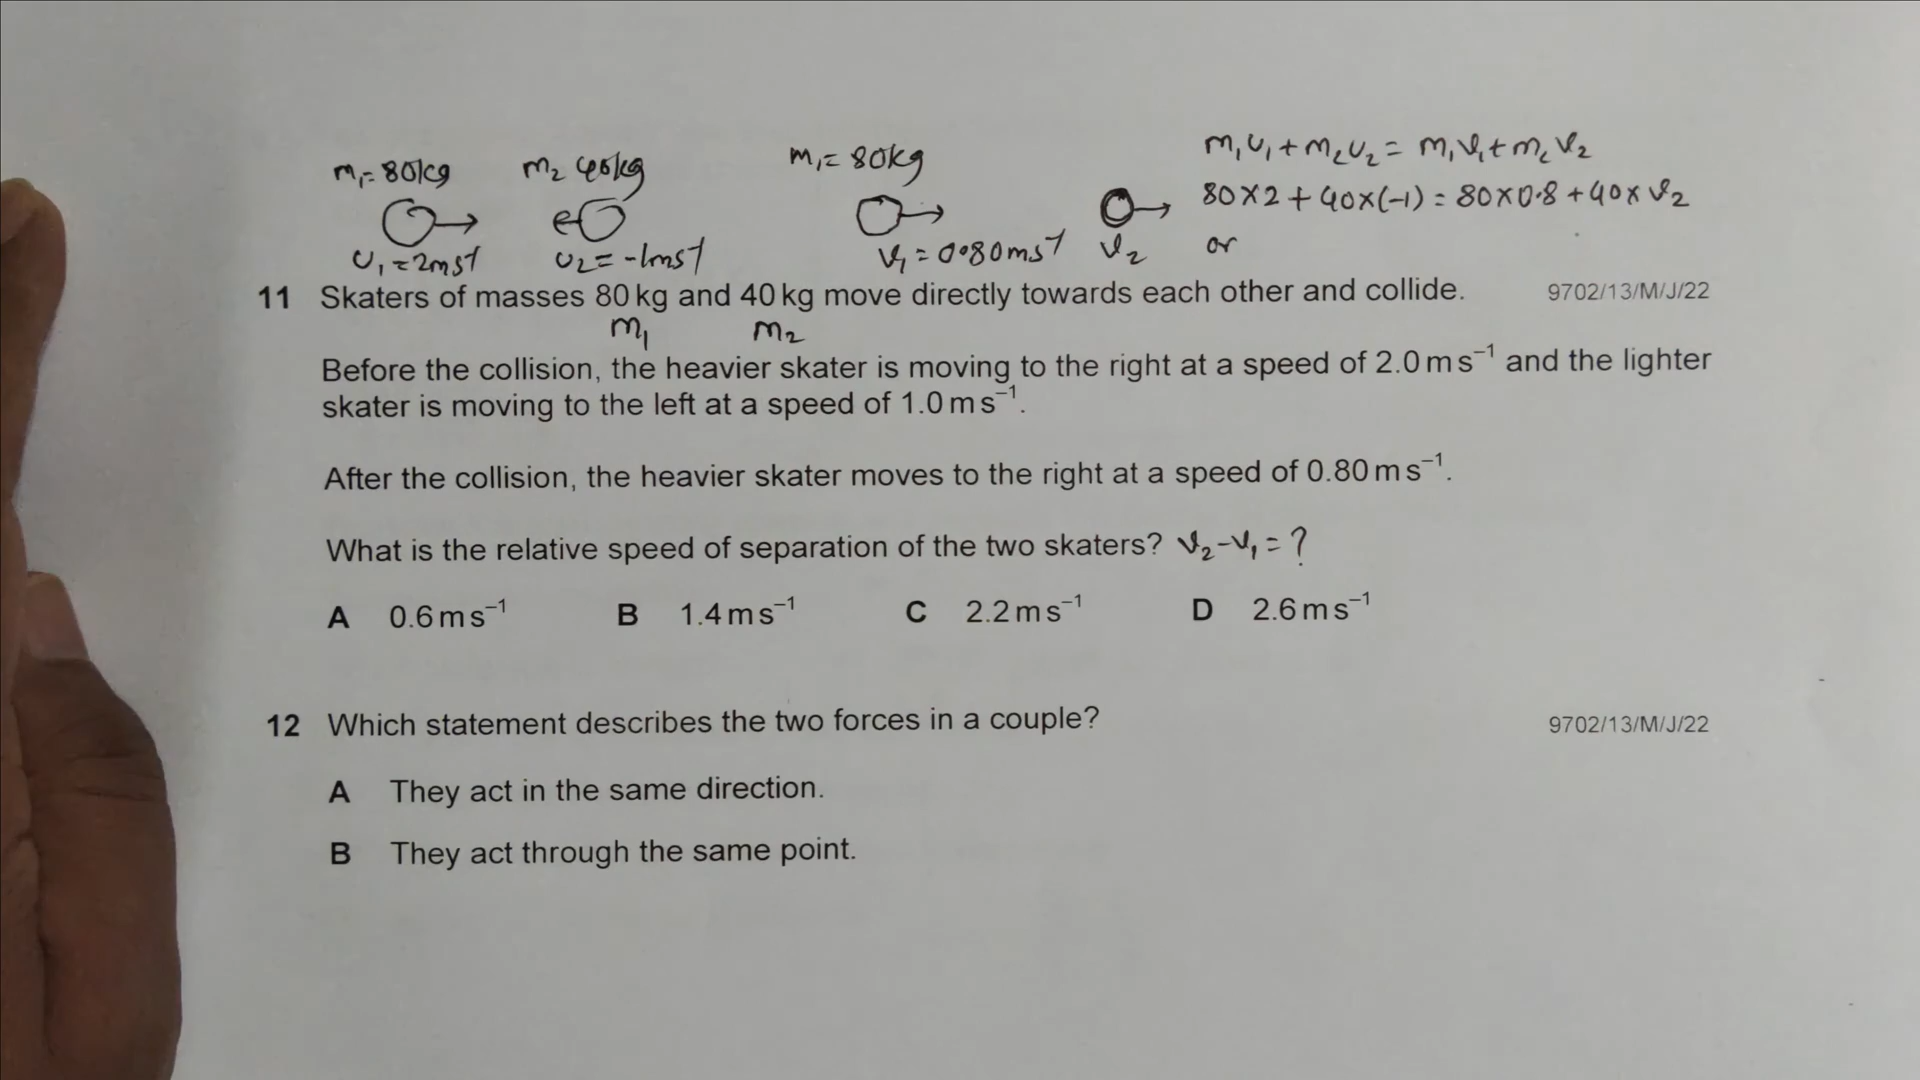 m₁= 80kg m₂ 40kg m₁= 80kg m₁u₁+m₂u₂= m₁v₁+m₂v₂
80×2+40×(-1)=80×0.8+40×v₂
u₁=2ms⁻¹ u₂=-1ms⁻¹ v₁=0.80ms⁻¹ v₂ or
11 Skaters of masses 80 kg and 40 kg move directly towards each other and collide. 9702/13/M/J/22
m₁ m₂
Before the collision, the heavier skater is moving to the right at a speed of 2.0 m s⁻¹ and the lighter
skater is moving to the left at a speed of 1.0 m s⁻¹.
After the collision, the heavier skater moves to the right at a speed of 0.80 m s⁻¹.
What is the relative speed of separation of the two skaters? v₂-v₁=?
A 0.6 m s⁻¹ B 1.4 m s⁻¹ C 2.2 m s⁻¹ D 2.6 m s⁻¹
12 Which statement describes the two forces in a couple? 9702/13/M/J/22
A They act in the same direction.
B They act through the same point.